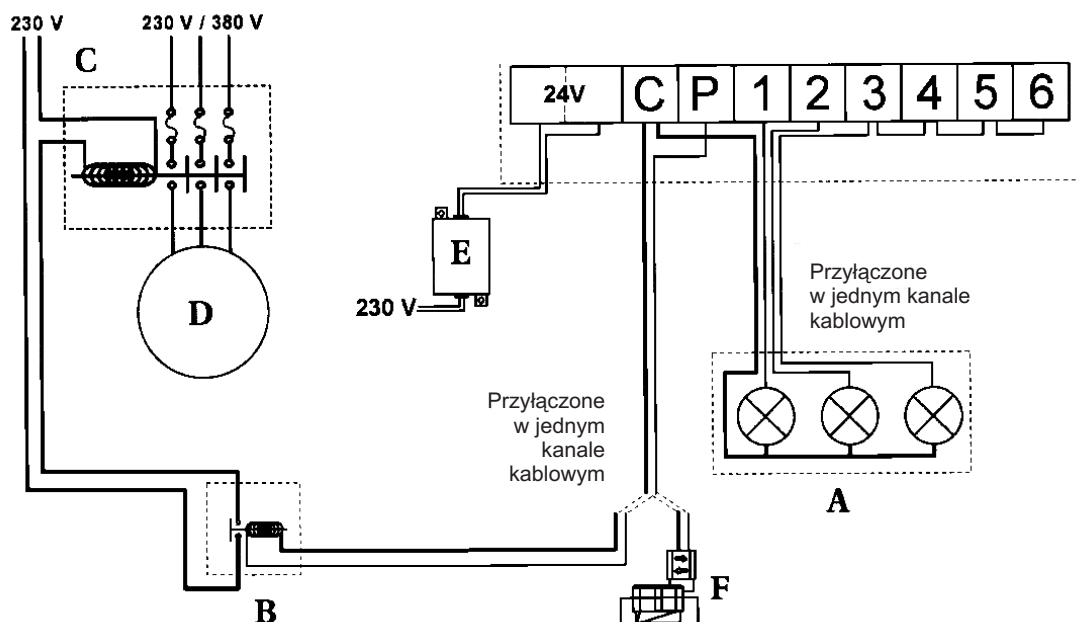 230 V
230 V / 380 V
C
24V
C
P
1
2
3
4
5
6
D
E
230 V
Przyłączone
w jednym kanale
kablowym
Przyłączone
w jednym
kanale
kablowym
A
B
F